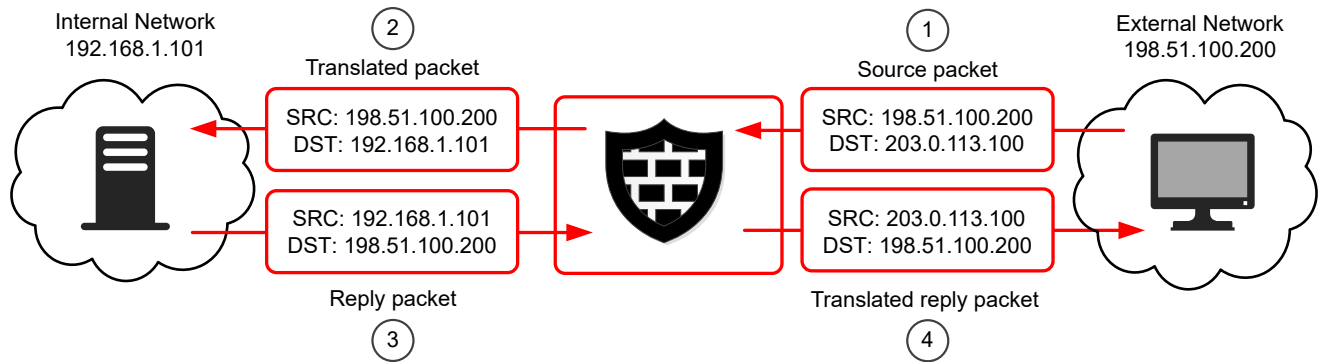 Internal Network
192.168.1.101
2
Translated packet
1
Source packet
External Network
198.51.100.200
SRC: 198.51.100.200
DST: 192.168.1.101
SRC: 198.51.100.200
DST: 203.0.113.100
SRC: 192.168.1.101
DST: 198.51.100.200
SRC: 203.0.113.100
DST: 198.51.100.200
Reply packet
3
Translated reply packet
4